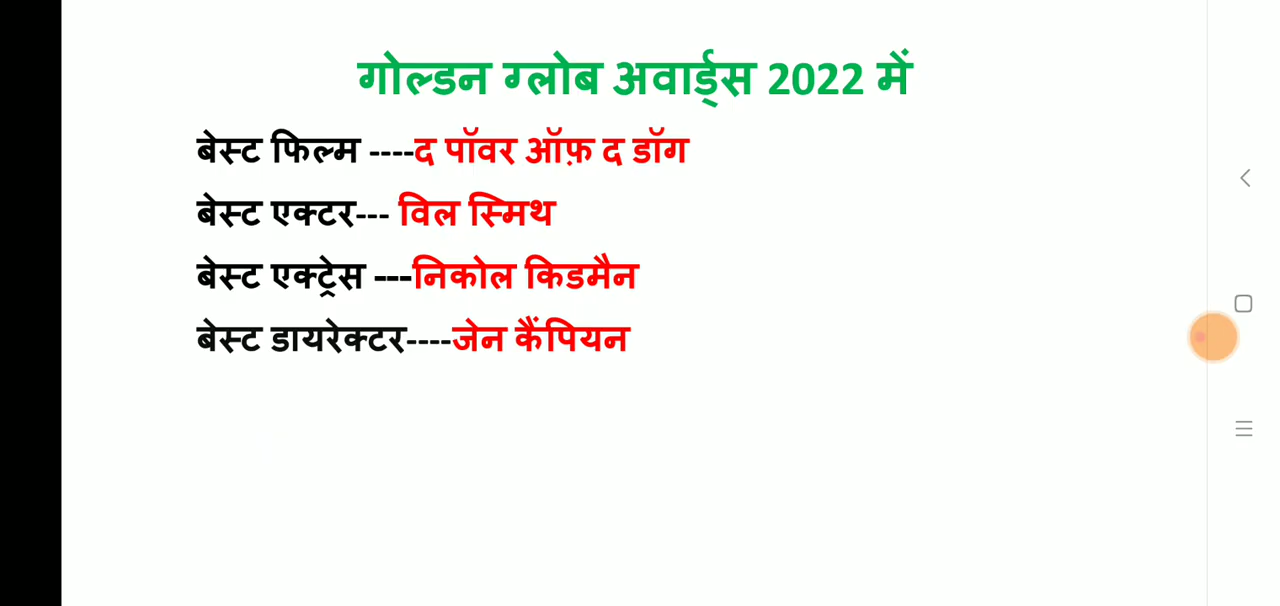 गोल्डन ग्लोब अवार्ड्स 2022 में
बेस्ट फिल्म ----द पॉवर ऑफ़ द डॉग
बेस्ट एक्टर--- विल स्मिथ
बेस्ट एक्ट्रेस ---निकोल किडमैन
बेस्ट डायरेक्टर----जेन कैंपियन